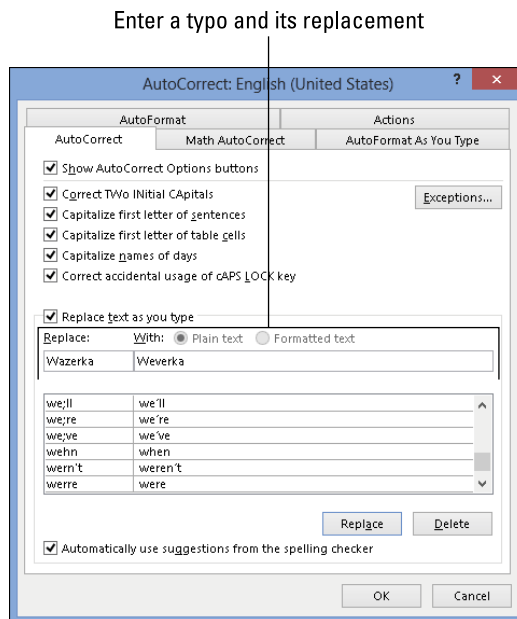 Enter a typo and its replacement
AutoCorrect: English (United States)
? ×
AutoFormat Actions
AutoCorrect Math AutoCorrect AutoFormat As You Type
Show AutoCorrect Options buttons
Correct TWo INitial CApitals
Exceptions...
Capitalize first letter of sentences
Capitalize first letter of table cells
Capitalize names of days
Correct accidental usage of cAPS LOCK key
Replace text as you type
Replace: With: Plain text Formatted text
Wazerka Weverka
we;ll we'll
we;re we're
we;ve we've
wehn when
wern't weren't
werre were
Replace Delete
Automatically use suggestions from the spelling checker
OK Cancel